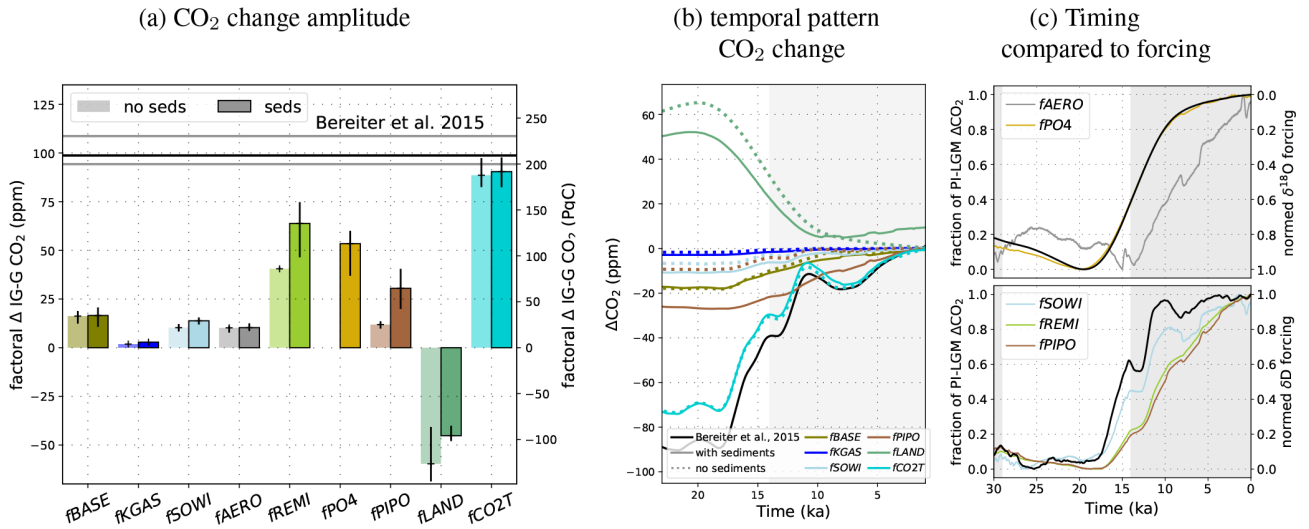 (a) CO₂ change amplitude
factoral Δ IG-G CO₂ (ppm)
125
100
75
50
25
0
−25
−50
no seds
seds
Bereiter et al. 2015
250
200
150
100
50
0
−50
−100
factoral Δ IG-G CO₂ (PqC)
fBASE
fKGAS
fSOWI
fAERO
fREMI
fPO4
fPIPO
fLAND
fCO2T
(b) temporal pattern
CO₂ change
ΔCO₂ (ppm)
60
40
20
0
−20
−40
−60
−80
−100
Bereiter et al., 2015
with sediments
no sediments
fBASE
fKGAS
fSOWI
fPIPO
fLAND
fCO2T
20
15
10
5
Time (ka)
(c) Timing
compared to forcing
fraction of PI-LGM ΔCO₂
1.0
0.8
0.6
0.4
0.2
0.0
fAERO
fPO4
0.0
0.2
0.4
0.6
0.8
1.0
normed δ¹⁸O forcing
fraction of PI-LGM ΔCO₂
1.0
0.8
0.6
0.4
0.2
0.0
fSOWI
fREMI
fPIPO
1.0
0.8
0.6
0.4
0.2
0.0
normed δD forcing
30
25
20
15
10
5
0
Time (ka)